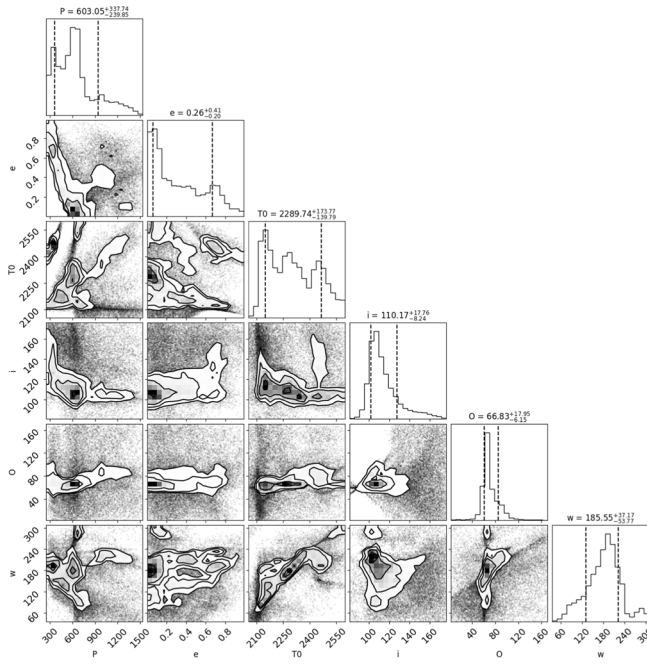 P = 603.05 +337.74 −239.85
e = 0.26 +0.41 −0.20
0.8
0.6
0.4
0.2
e
T0 = 2289.74 +173.77 −139.79
2550
2400
2250
2100
T0
i = 110.17 +17.76 −8.24
160
140
120
100
i
O = 66.83 +17.95 −6.15
160
120
80
40
O
w = 185.55 +37.17 −53.77
300
240
180
120
60
w
300 600 900 1200 1500
0.2 0.4 0.6 0.8
2100 2250 2400 2550
100 120 140 160
40 80 120 160
60 120 180 240 300
P e T0 i O w